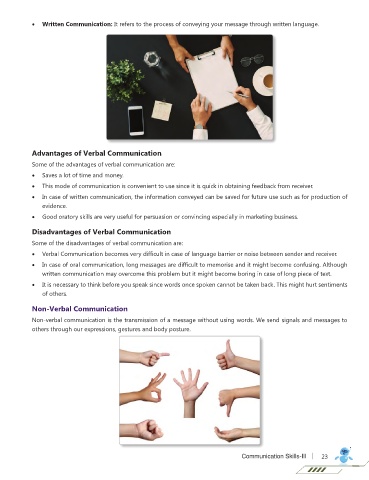 • Written Communication: It refers to the process of conveying your message through written language.
Advantages of Verbal Communication
Some of the advantages of verbal communication are:
• Saves a lot of time and money.
• This mode of communication is convenient to use since it is quick in obtaining feedback from receiver.
• In case of written communication, the information conveyed can be saved for future use such as for production of
evidence.
• Good oratory skills are very useful for persuasion or convincing especially in marketing business.
Disadvantages of Verbal Communication
Some of the disadvantages of verbal communication are:
• Verbal Communication becomes very difficult in case of language barrier or noise between sender and receiver.
• In case of oral communication, long messages are difficult to memorise and it might become confusing. Although
written communication may overcome this problem but it might become boring in case of long piece of text.
• It is necessary to think before you speak since words once spoken cannot be taken back. This might hurt sentiments
of others.
Non-Verbal Communication
Non-verbal communication is the transmission of a message without using words. We send signals and messages to
others through our expressions, gestures and body posture.
Communication Skills-III | 23